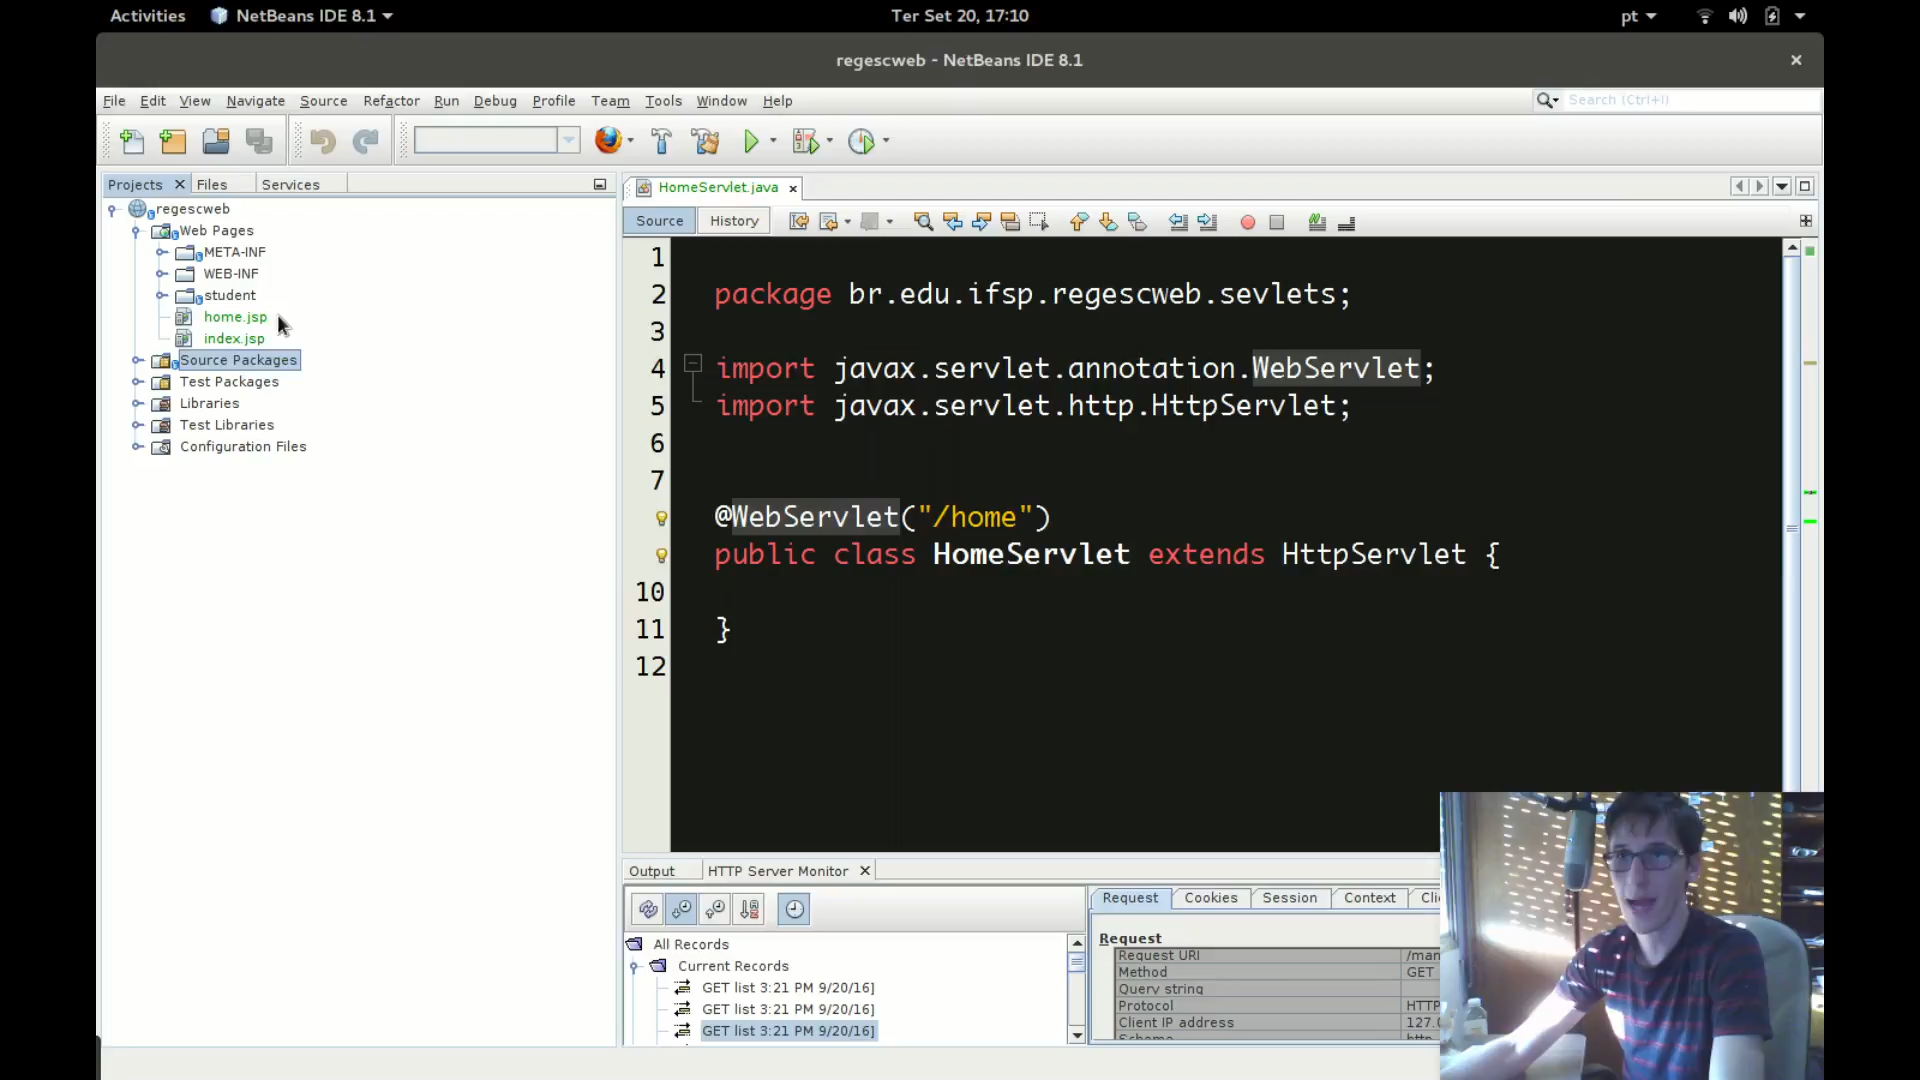 Activities NetBeans IDE 8.1 Ter Set 20, 17:10 pt
regescweb - NetBeans IDE 8.1
File Edit View Navigate Source Refactor Run Debug Profile Team Tools Window Help Search (Ctrl+I)
Projects Files Services HomeServlet.java
Source History
regescweb
Web Pages
META-INF
WEB-INF
student
home.jsp
index.jsp
Source Packages
Test Packages
Libraries
Test Libraries
Configuration Files
1
2 package br.edu.ifsp.regescweb.sevlets;
3
4 import javax.servlet.annotation.WebServlet;
5 import javax.servlet.http.HttpServlet;
6
7
@WebServlet("/home")
public class HomeServlet extends HttpServlet {
10
11 }
12
Output HTTP Server Monitor
All Records
Current Records
GET list 3:21 PM 9/20/16]
GET list 3:21 PM 9/20/16]
GET list 3:21 PM 9/20/16]
Request Cookies Session Context Cli
Request
Request URI /man
Method GET
Query string
Protocol HTTP
Client IP address 127.